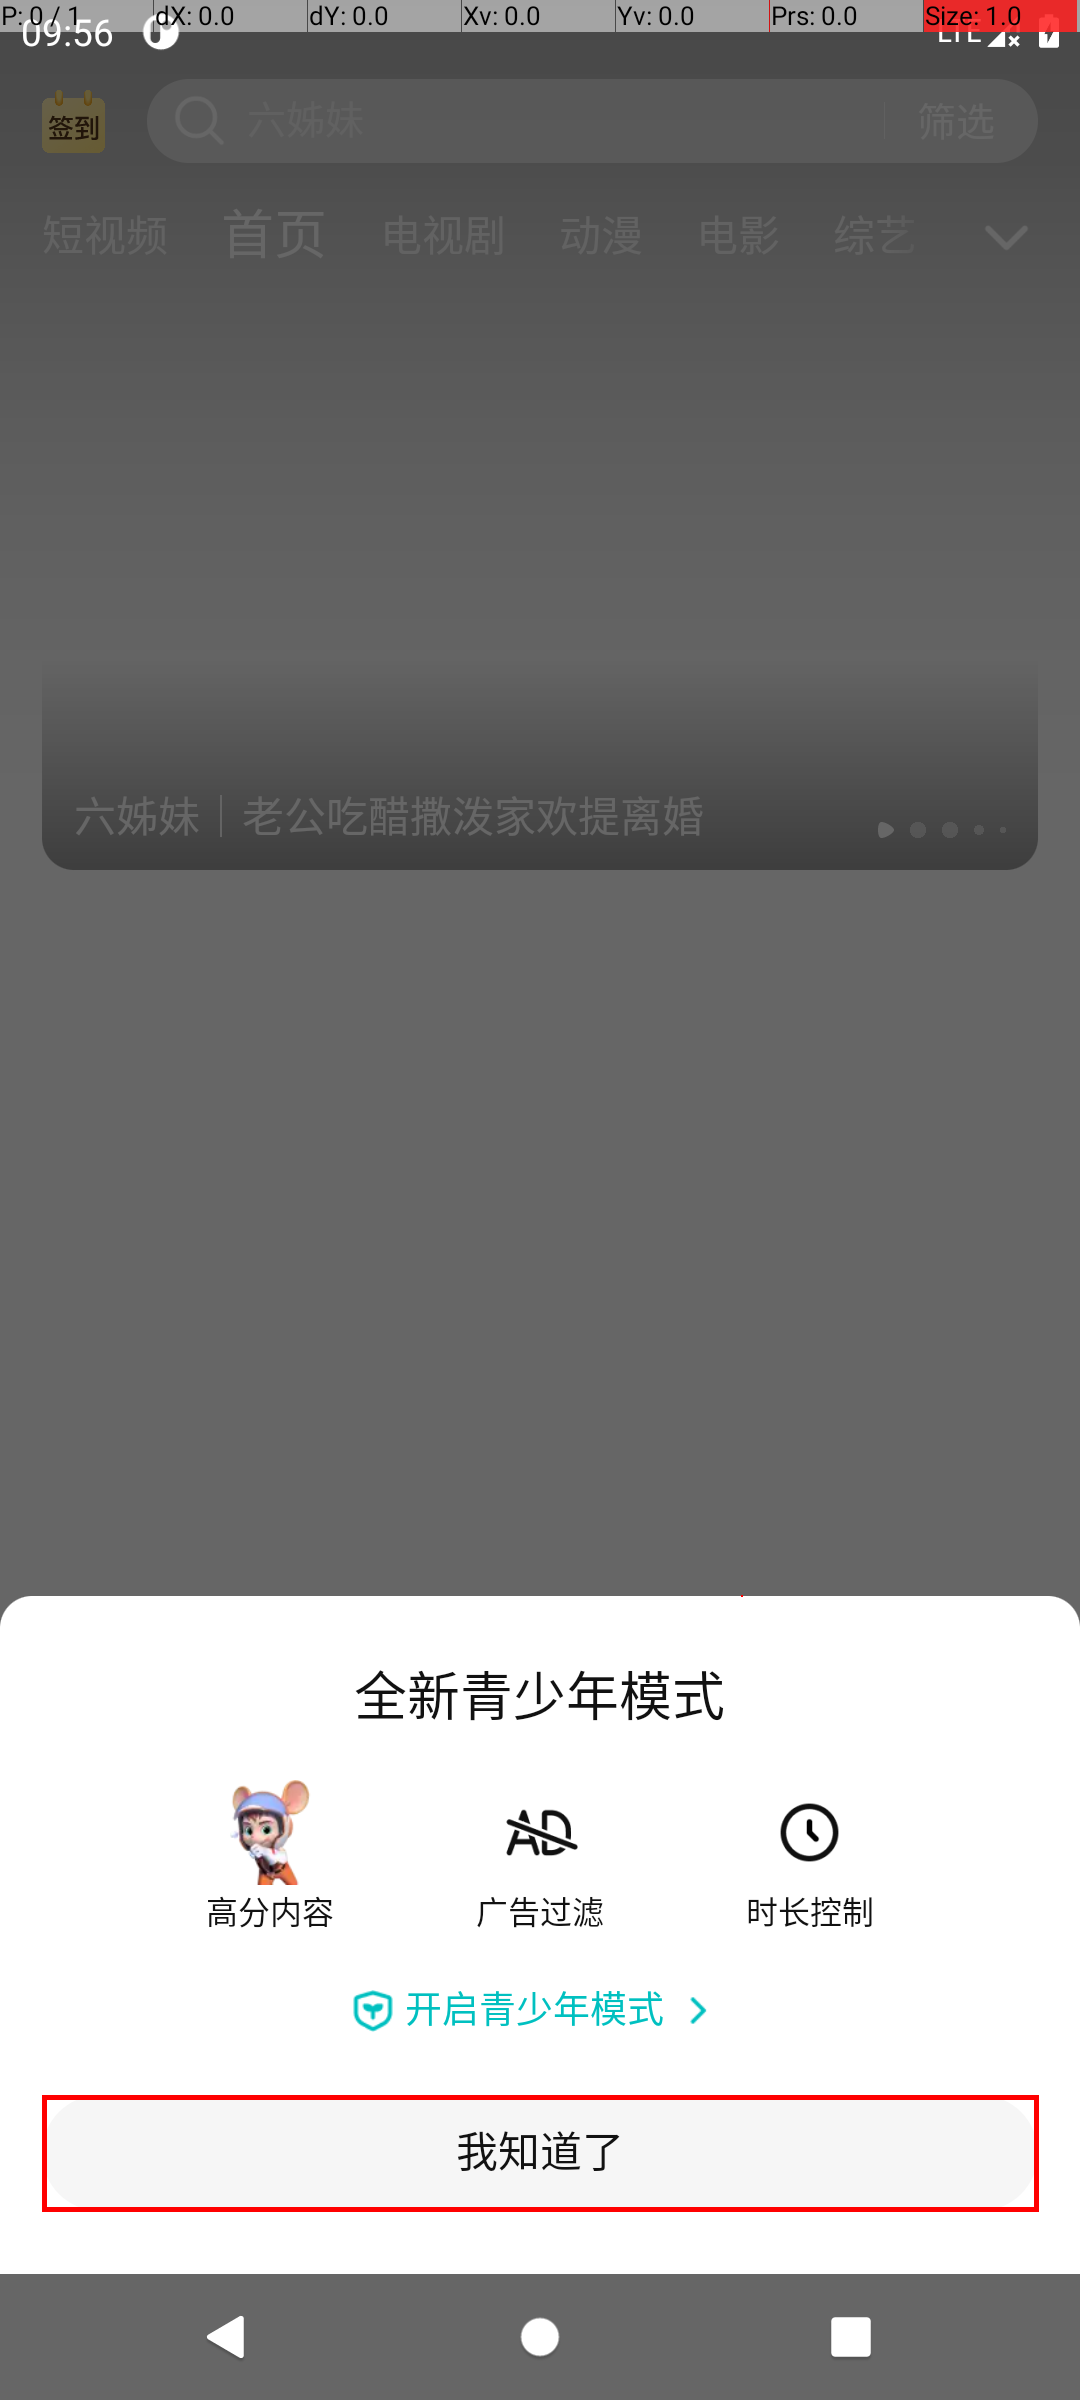 P: 0 / 1 dX: 0.0 dY: 0.0 Xv: 0.0 Yv: 0.0 Prs: 0.0 Size: 1.0
09:56 LTE
签到 六姊妹 筛选
短视频 首页 电视剧 动漫 电影 综艺
六姊妹｜老公吃醋撒泼家欢提离婚
全新青少年模式
高分内容 广告过滤 时长控制
开启青少年模式
我知道了